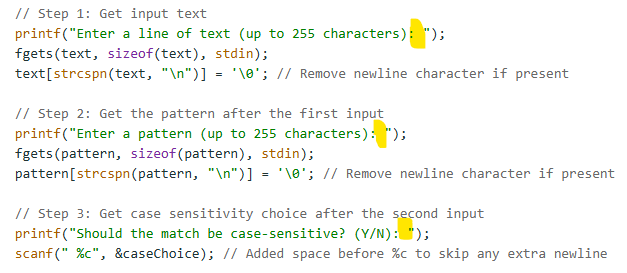 // Step 1: Get input text
printf("Enter a line of text (up to 255 characters): ");
fgets(text, sizeof(text), stdin);
text[strcspn(text, "\n")] = '\0'; // Remove newline character if present
// Step 2: Get the pattern after the first input
printf("Enter a pattern (up to 255 characters): ");
fgets(pattern, sizeof(pattern), stdin);
pattern[strcspn(pattern, "\n")] = '\0'; // Remove newline character if present
// Step 3: Get case sensitivity choice after the second input
printf("Should the match be case-sensitive? (Y/N): ");
scanf(" %c", &caseChoice); // Added space before %c to skip any extra newline